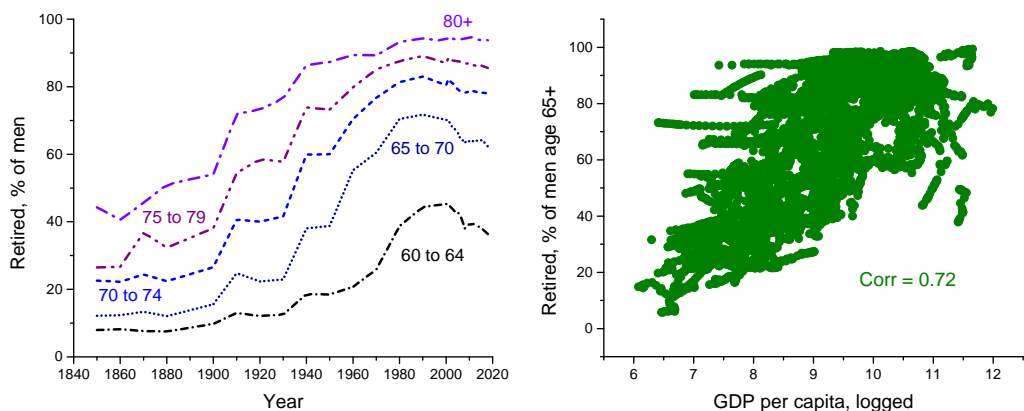 100
80
60
40
20
0
Retired, % of men
80+
65 to 70
75 to 79
60 to 64
70 to 74
1840 1860 1880 1900 1920 1940 1960 1980 2000 2020
Year
100
80
60
40
20
0
Retired, % of men age 65+
Corr = 0.72
6 7 8 9 10 11 12
GDP per capita, logged